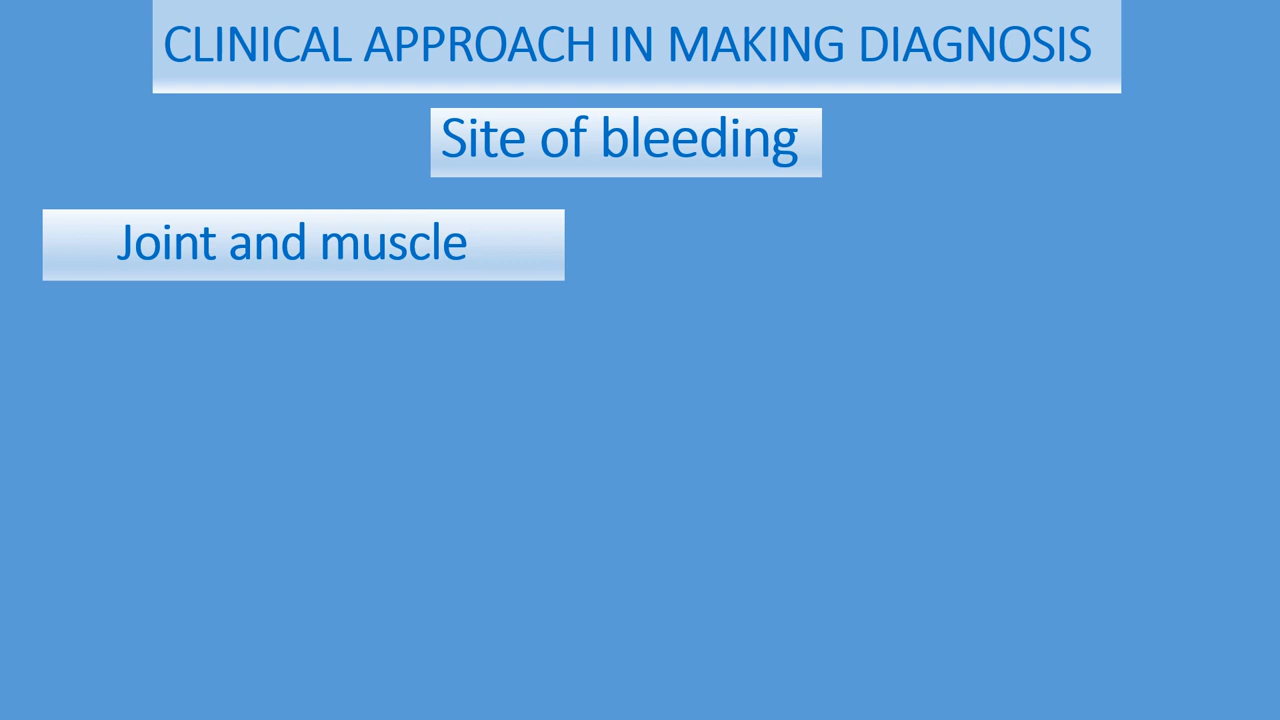 CLINICAL APPROACH IN MAKING DIAGNOSIS
Site of bleeding
Joint and muscle